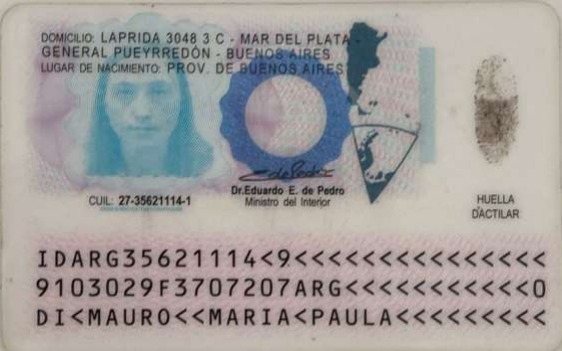 DOMICILIO: LAPRIDA 3048 3 C - MAR DEL PLATA -
GENERAL PUEYRREDÓN - BUENOS AIRES
LUGAR DE NACIMIENTO: PROV. DE BUENOS AIRES
CUIL: 27-35621114-1
Dr.Eduardo E. de Pedro
Ministro del Interior
HUELLA
DACTILAR
IDARG35621114<9<<<<<<<<<<<<<<<
9103029F3707207ARG<<<<<<<<<<<0
DI<MAURO<<MARIA<PAULA<<<<<<<<<